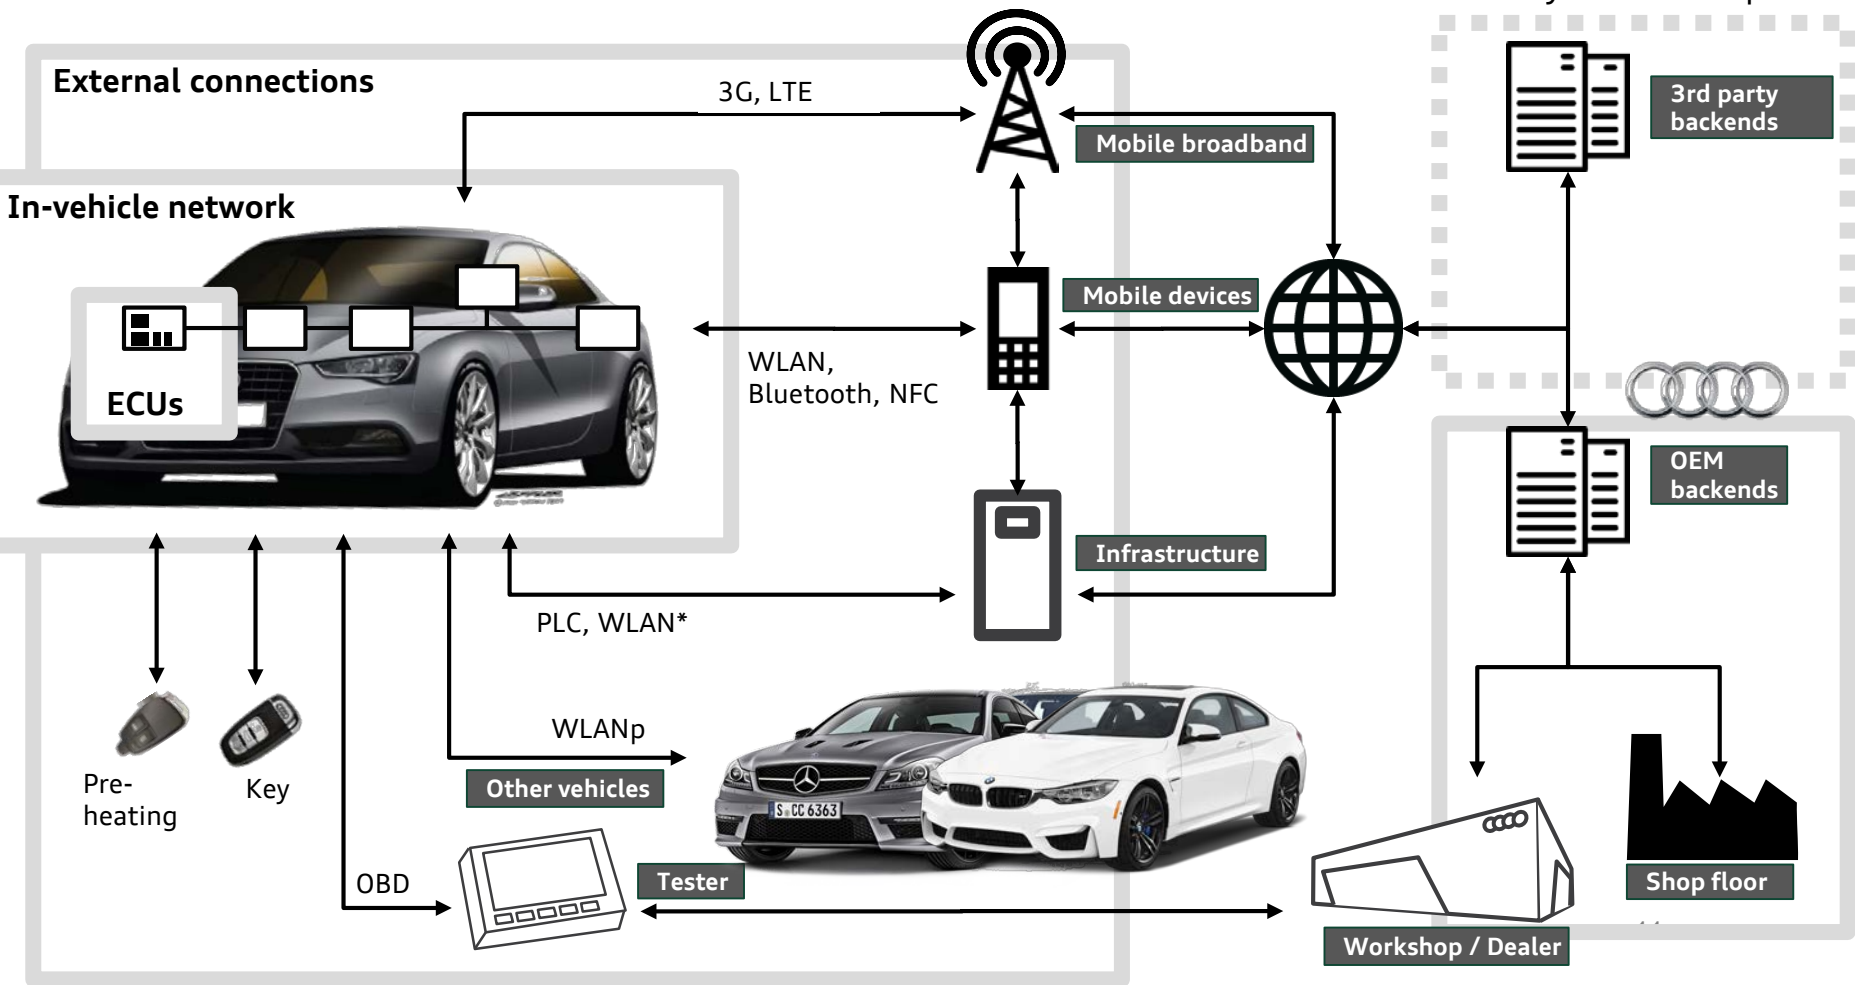 External connections
3G, LTE
Mobile broadband
3rd party
backends
In-vehicle network
Mobile devices
ECUs
WLAN,
Bluetooth, NFC
OEM
backends
Infrastructure
PLC, WLAN*
WLANp
Other vehicles
Pre-
heating
Key
S CC 6363
OBD
Tester
Shop floor
Workshop / Dealer